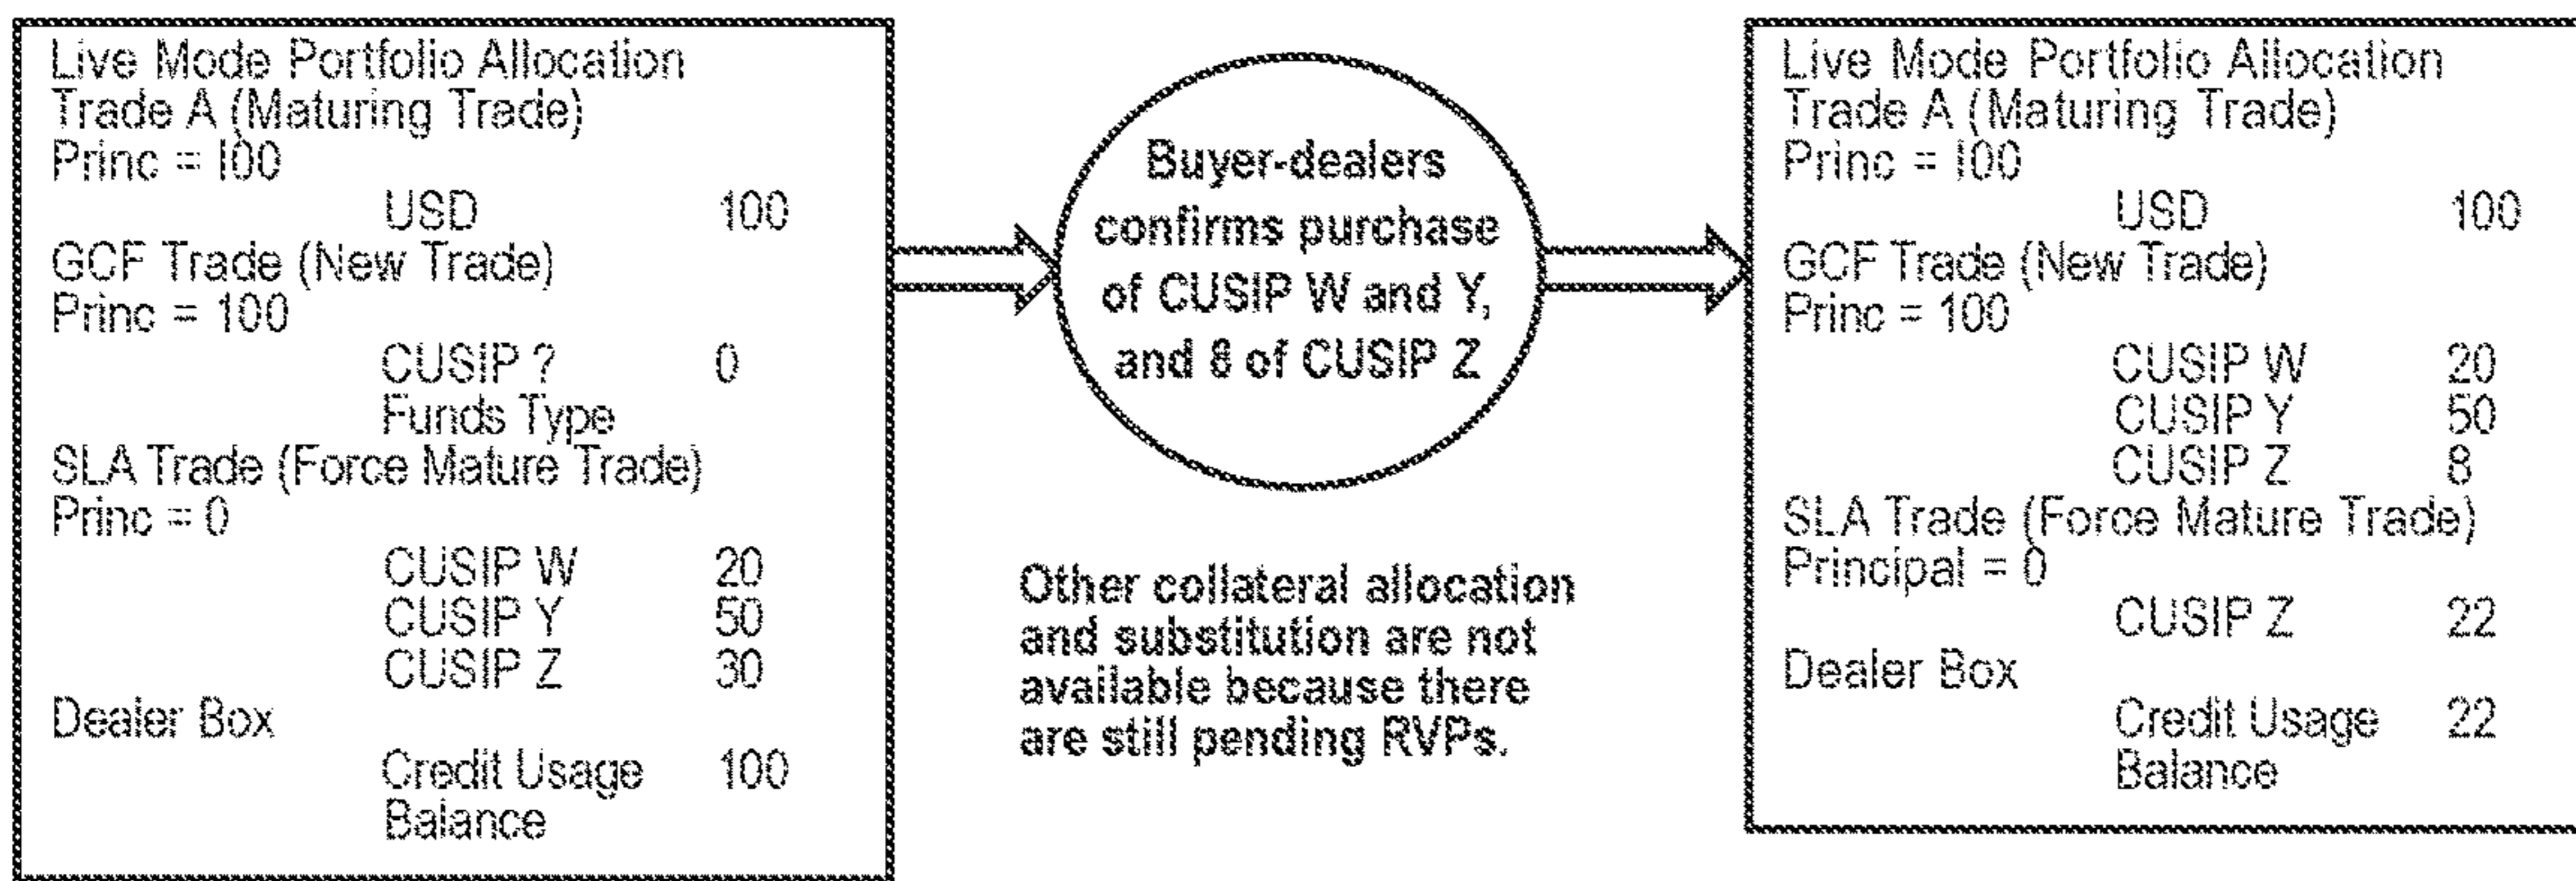 Live Mode Portfolio Allocation
Trade A (Maturing Trade)
Princ = I00
USD 100
GCF Trade (New Trade)
Princ = 100
CUSIP ? 0
Funds Type
SLA Trade (Force Mature Trade)
Princ = 0
CUSIP W 20
CUSIP Y 50
CUSIP Z 30
Dealer Box
Credit Usage 100
Balance
Buyer-dealers
confirms purchase
of CUSIP W and Y,
and 8 of CUSIP Z
Other collateral allocation
and substitution are not
available because there
are still pending RVPs.
Live Mode Portfolio Allocation
Trade A (Maturing Trade)
Princ = I00
USD 100
GCF Trade (New Trade)
Princ = 100
CUSIP W 20
CUSIP Y 50
CUSIP Z 8
SLA Trade (Force Mature Trade)
Principal = 0
CUSIP Z 22
Dealer Box
Credit Usage 22
Balance